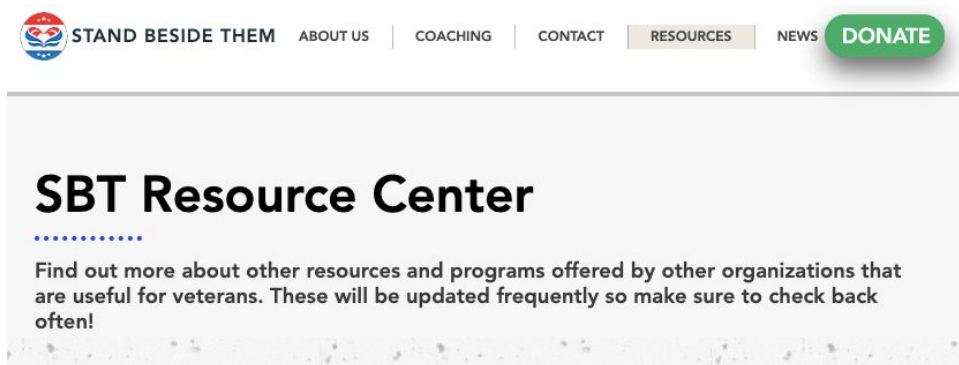 STAND BESIDE THEM ABOUT US COACHING CONTACT RESOURCES NEWS DONATE
SBT Resource Center
Find out more about other resources and programs offered by other organizations that
are useful for veterans. These will be updated frequently so make sure to check back
often!